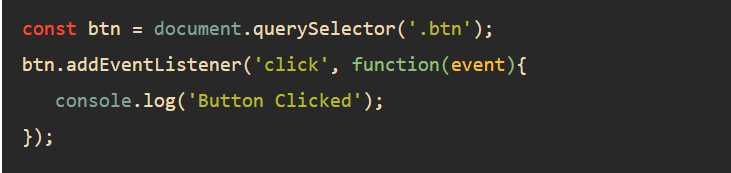 const btn = document.querySelector('.btn');
btn.addEventListener('click', function(event){
   console.log('Button Clicked');
});